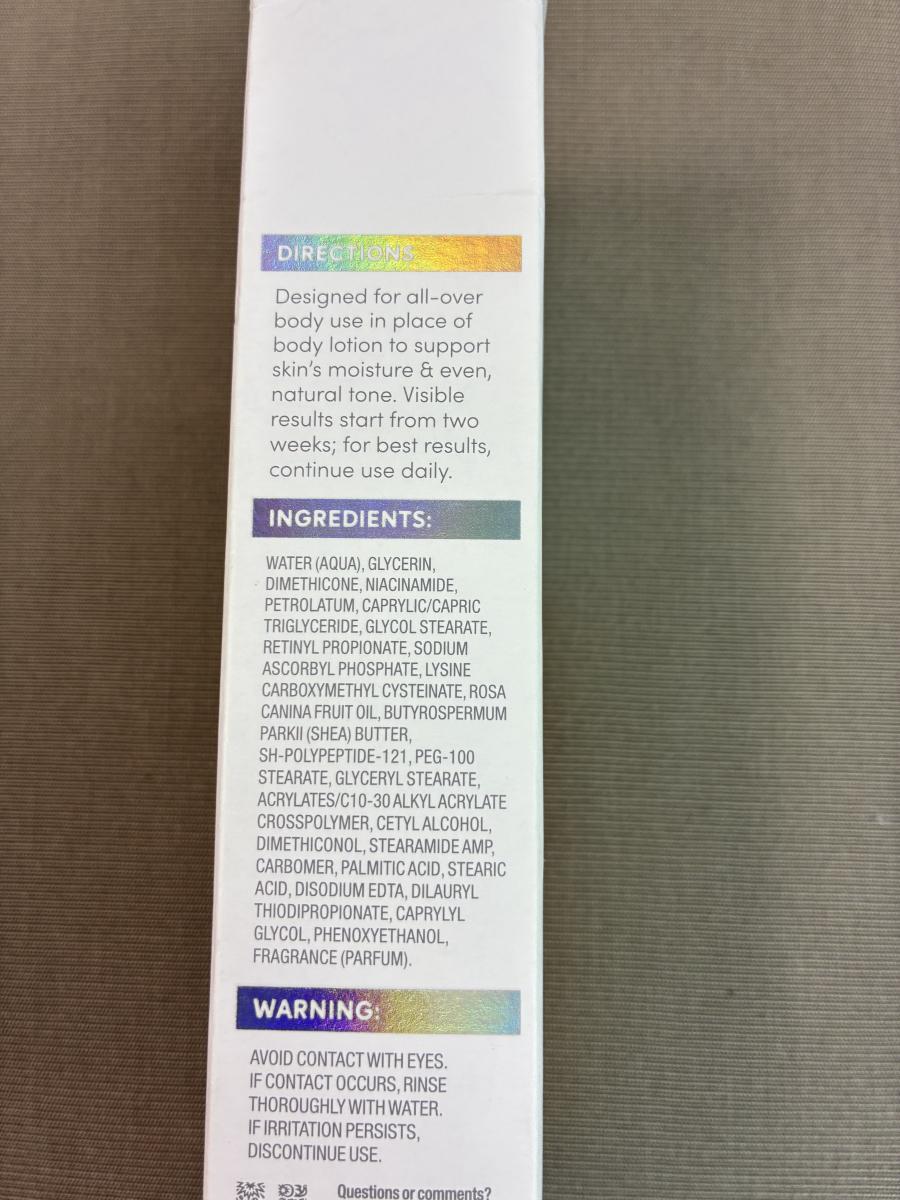 DIRECTIONS
Designed for all-over
body use in place of
body lotion to support
skin's moisture & even,
natural tone. Visible
results start from two
weeks; for best results,
continue use daily.
INGREDIENTS:
WATER (AQUA), GLYCERIN,
DIMETHICONE, NIACINAMIDE,
PETROLATUM, CAPRYLIC/CAPRIC
TRIGLYCERIDE, GLYCOL STEARATE,
RETINYL PROPIONATE, SODIUM
ASCORBYL PHOSPHATE, LYSINE
CARBOXYMETHYL CYSTEINATE, ROSA
CANINA FRUIT OIL, BUTYROSPERMUM
PARKII (SHEA) BUTTER,
SH-POLYPEPTIDE-121, PEG-100
STEARATE, GLYCERYL STEARATE,
ACRYLATES/C10-30 ALKYL ACRYLATE
CROSSPOLYMER, CETYL ALCOHOL,
DIMETHICONOL, STEARAMIDE AMP,
CARBOMER, PALMITIC ACID, STEARIC
ACID, DISODIUM EDTA, DILAURYL
THIODIPROPIONATE, CAPRYLYL
GLYCOL, PHENOXYETHANOL,
FRAGRANCE (PARFUM).
WARNING:
AVOID CONTACT WITH EYES.
IF CONTACT OCCURS, RINSE
THOROUGHLY WITH WATER.
IF IRRITATION PERSISTS,
DISCONTINUE USE.
Questions or comments?